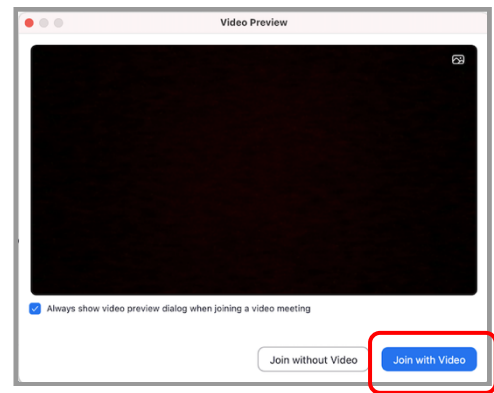 Video Preview
Always show video preview dialog when joining a video meeting
Join without Video
Join with Video